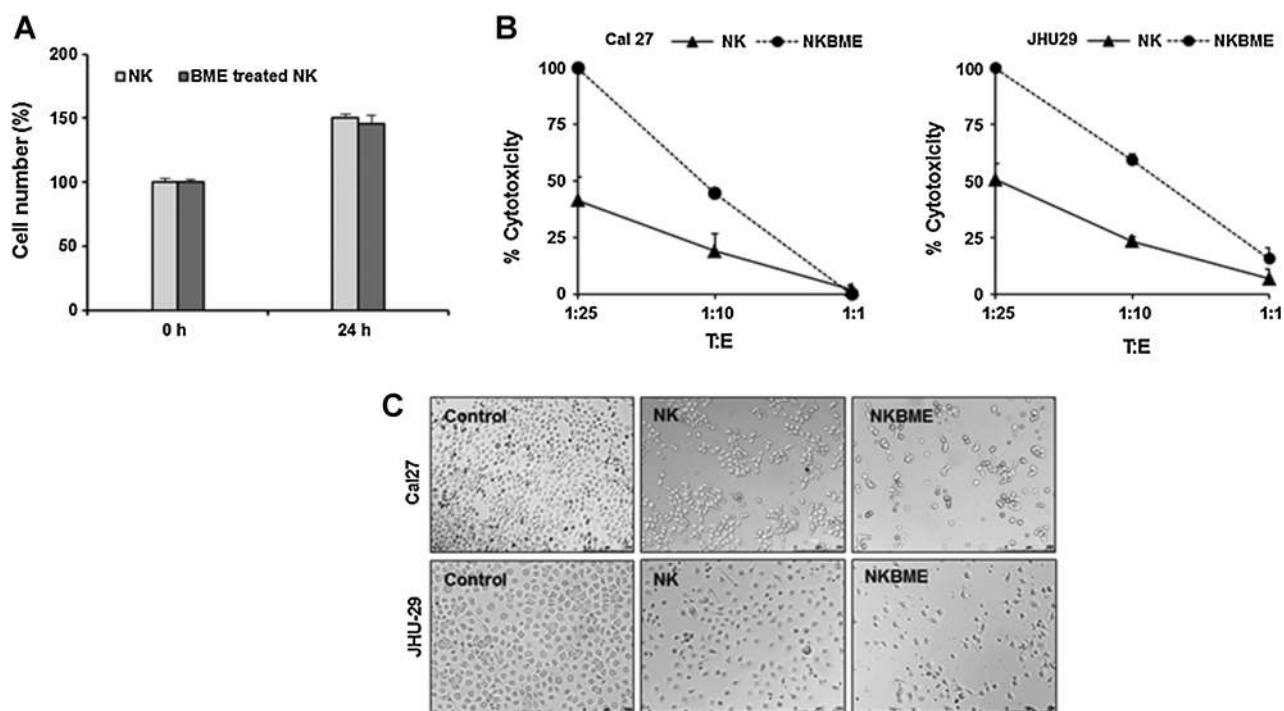 A
200
150
100
50
0
Cell number (%)
NK
BME treated NK
0 h
24 h
B
Cal 27
NK
NKBME
100
75
50
25
0
% Cytotoxicity
1:25
1:10
1:1
T:E
JHU29
NK
NKBME
100
75
50
25
0
% Cytotoxicity
1:25
1:10
1:1
T:E
C
Cal27
Control
NK
NKBME
JHU-29
Control
NK
NKBME